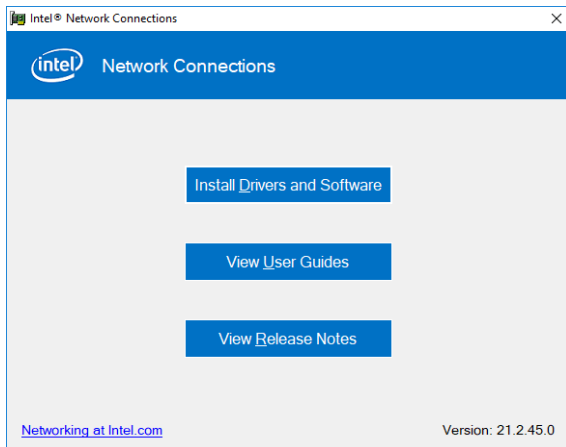 Intel® Network Connections
intel Network Connections
Install Drivers and Software
View User Guides
View Release Notes
Networking at Intel.com Version: 21.2.45.0